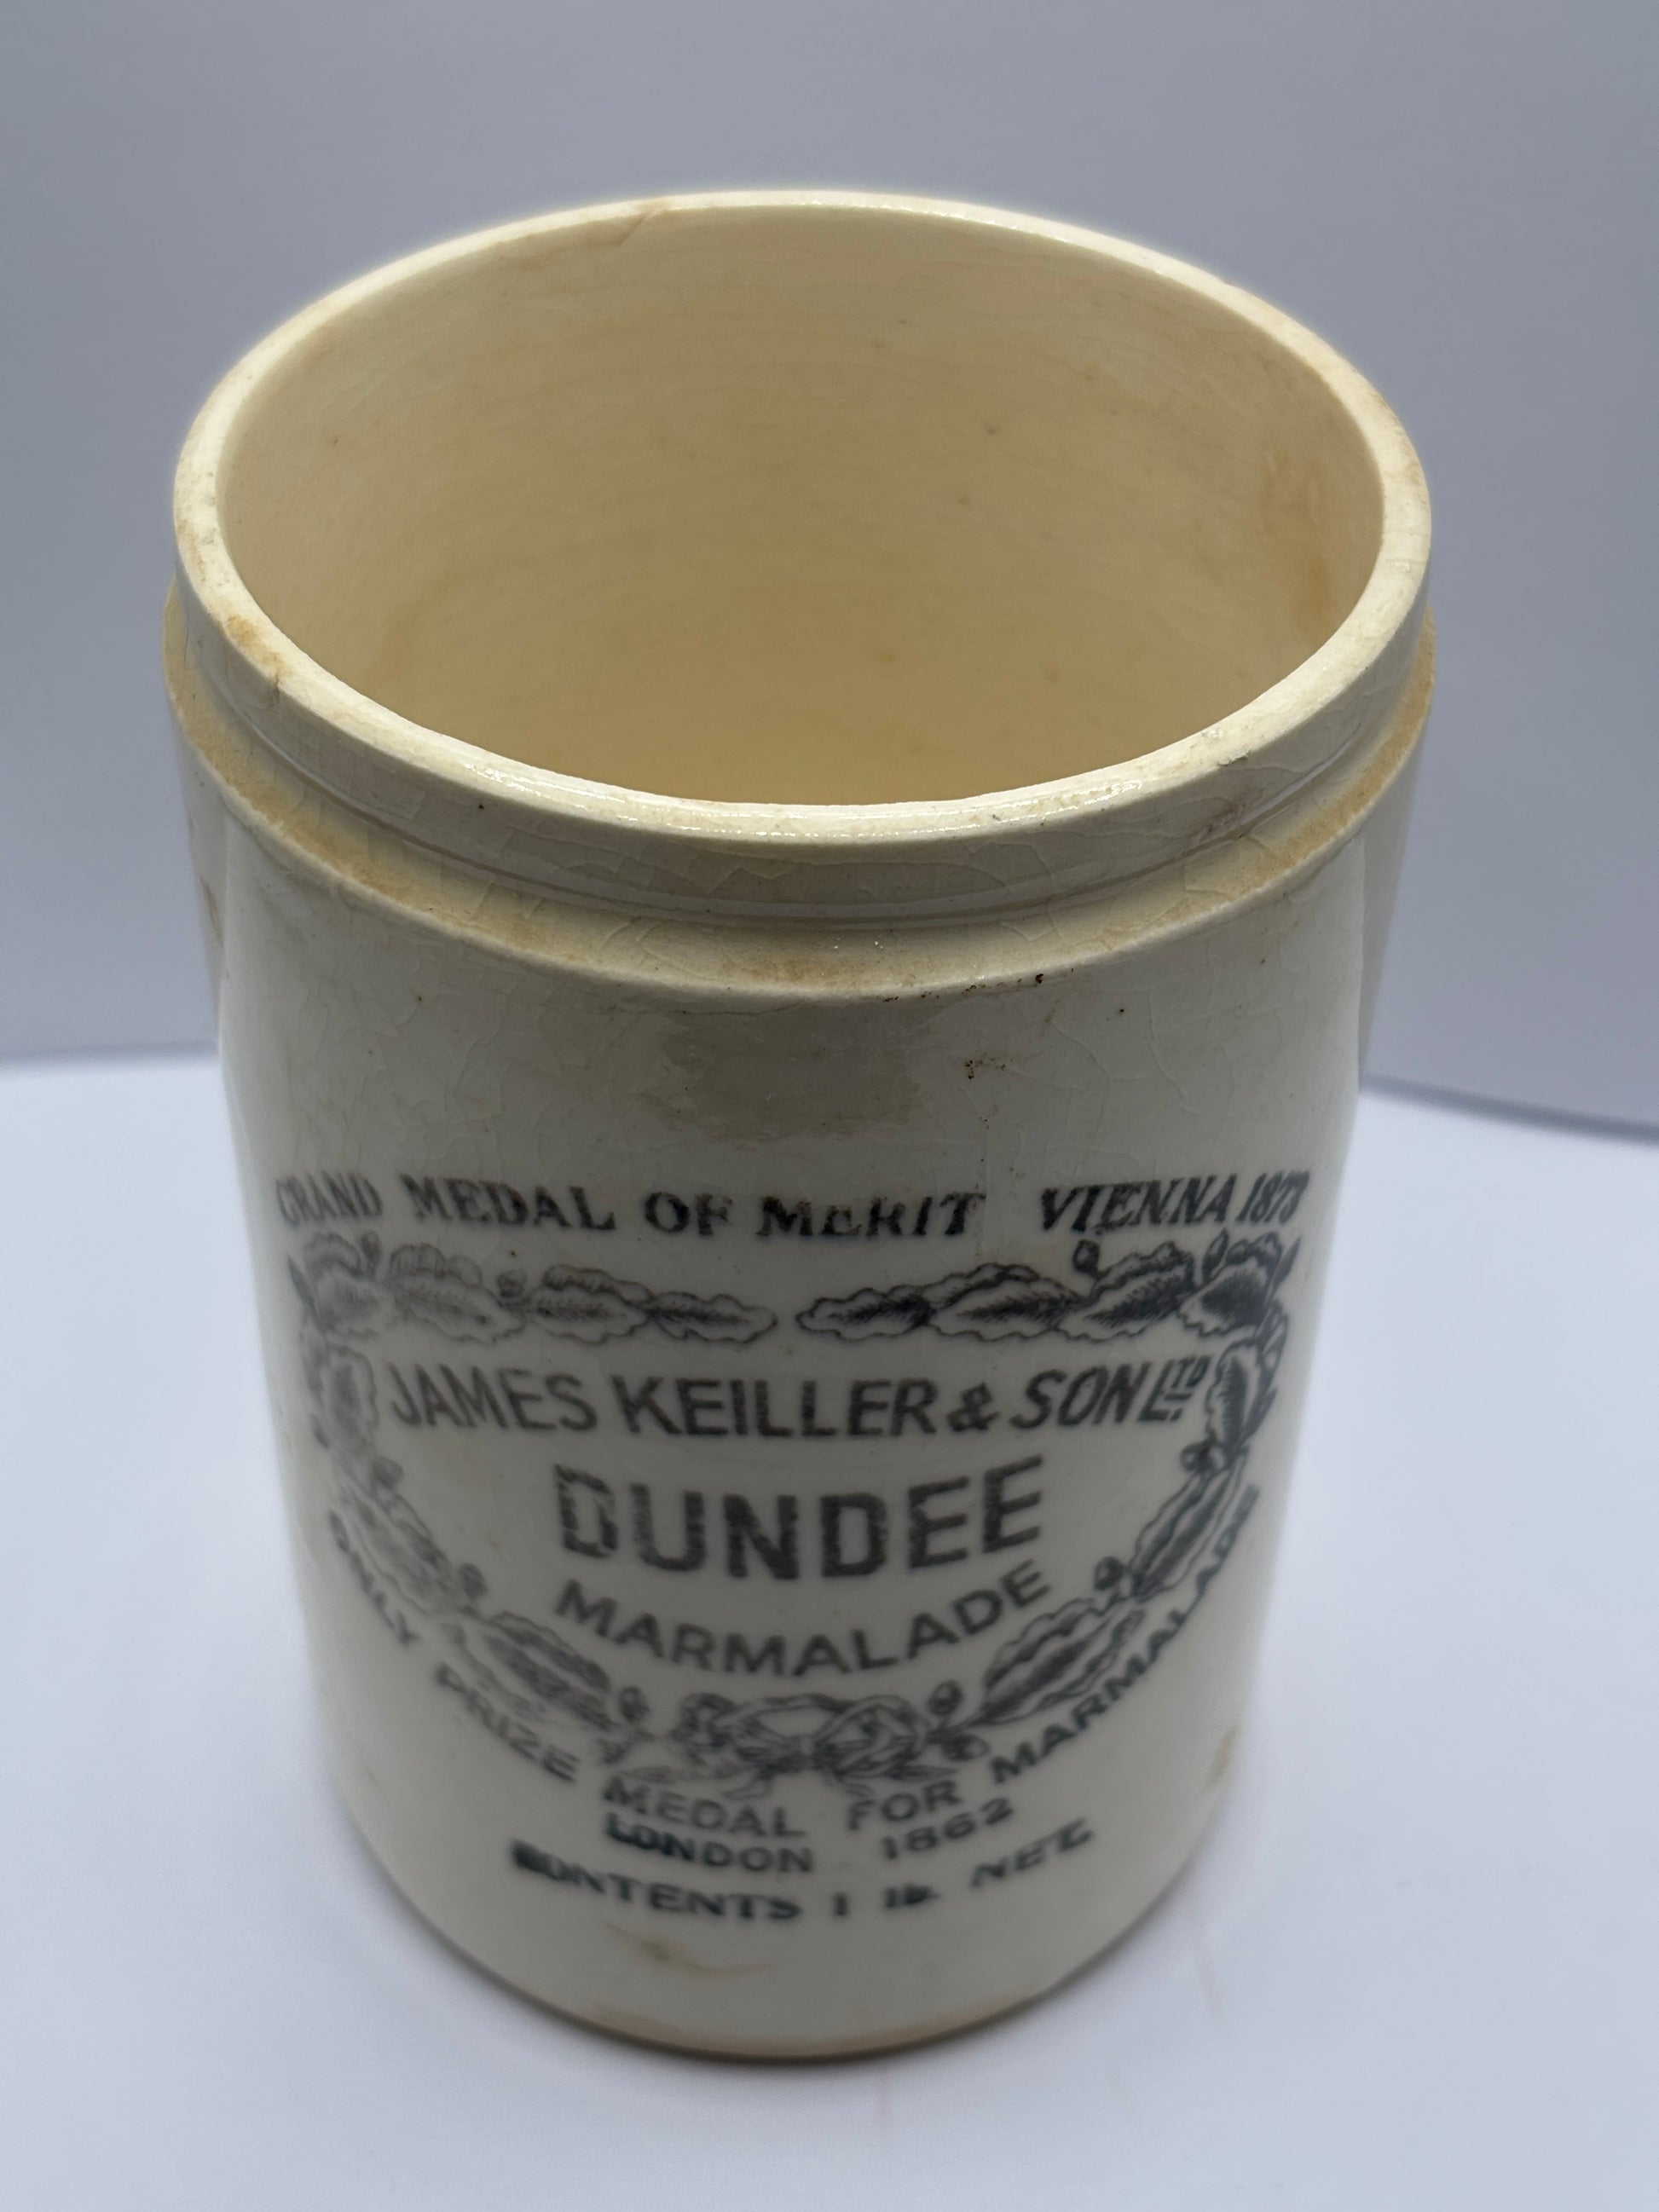 GRAND MEDAL OF MERIT VIENNA 1873
JAMES KEILLER & SON LTD.
DUNDEE
MARMALADE
ONLY PRIZE MEDAL FOR MARMALADE
LONDON 1862
CONTENTS 1 lb. NET